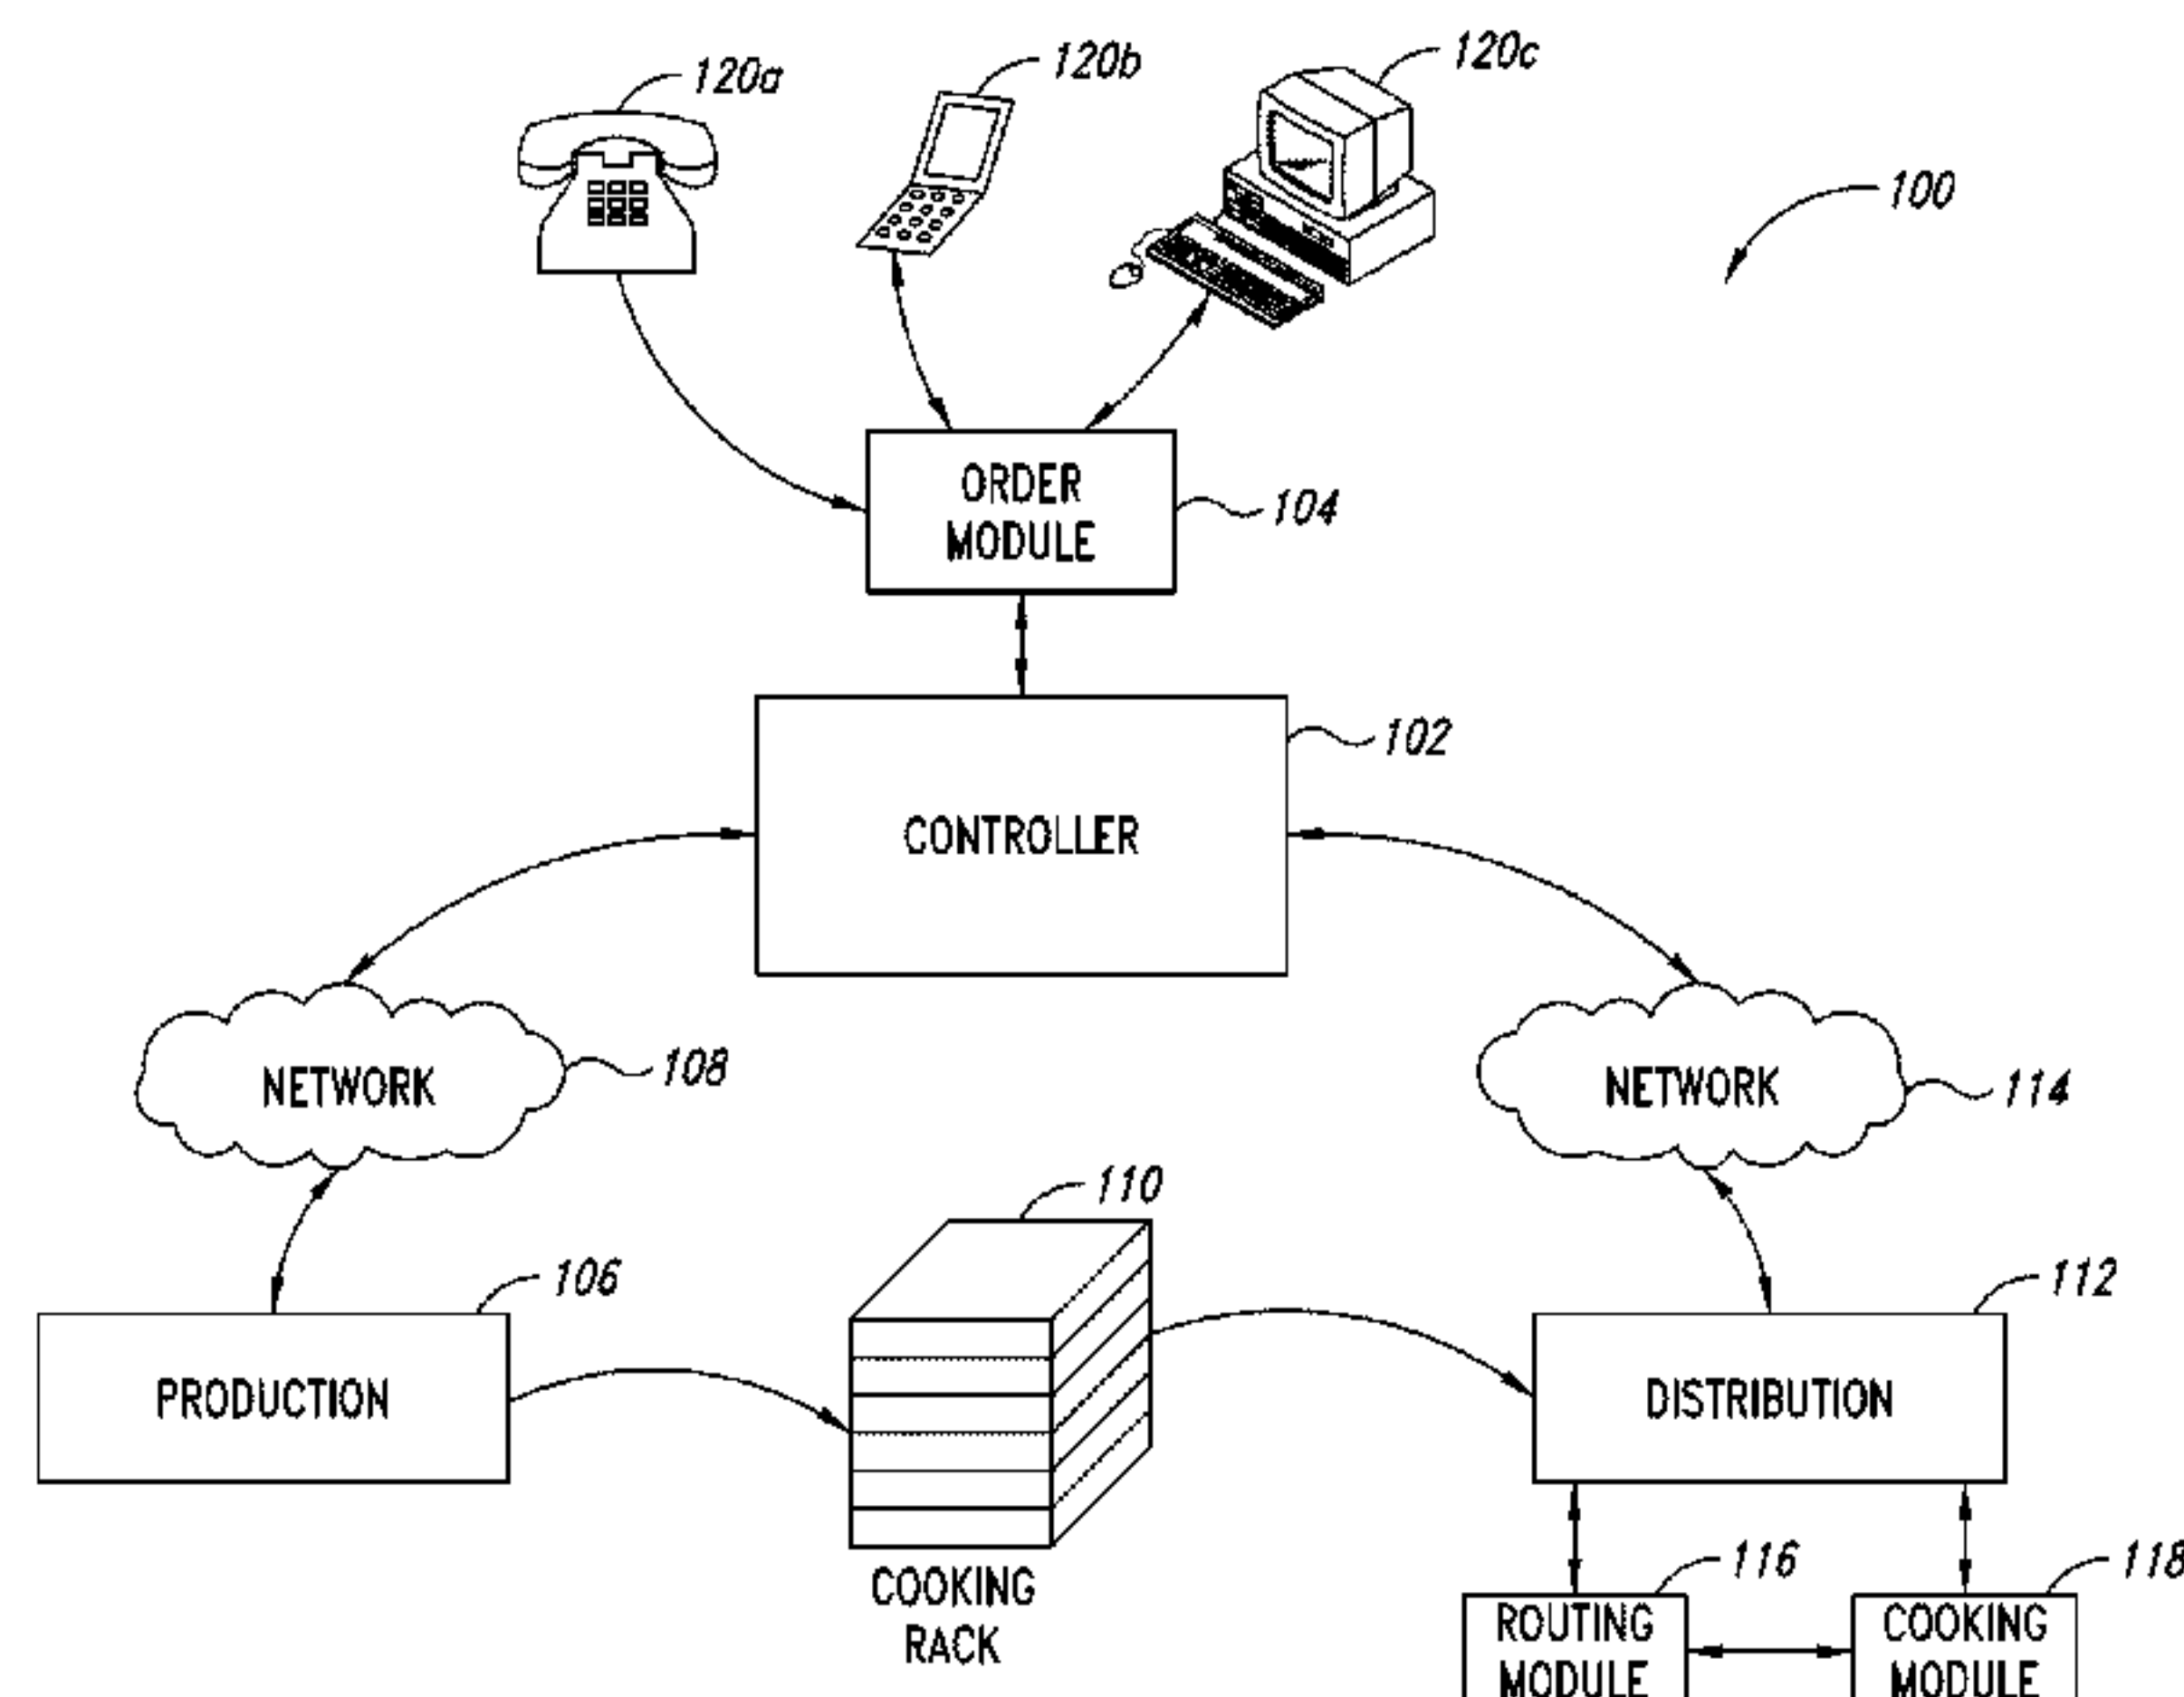 120a
120b
120c
100
ORDER
MODULE
104
102
CONTROLLER
NETWORK
108
NETWORK
114
110
106
112
PRODUCTION
DISTRIBUTION
COOKING
RACK
116
118
ROUTING
MODULE
COOKING
MODULE